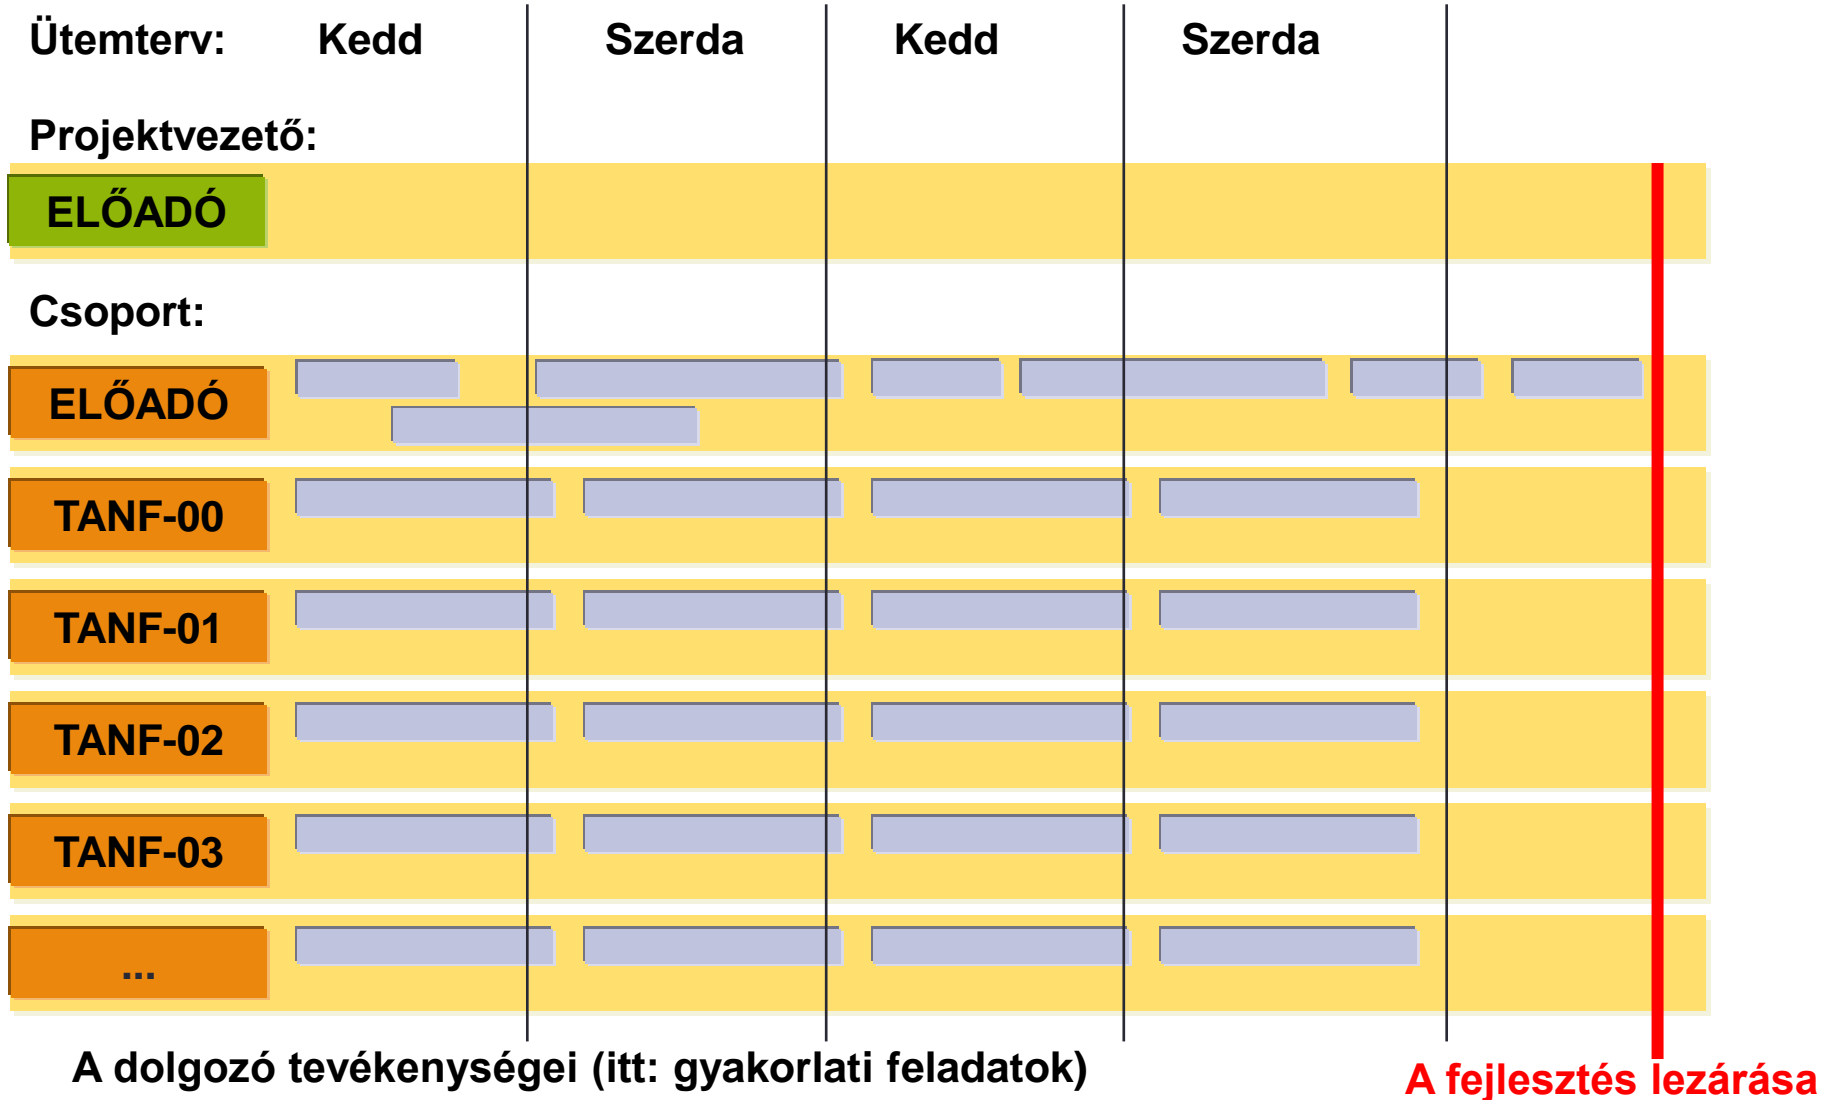 Ütemterv: Kedd Szerda Kedd Szerda
Projektvezető:
ELŐADÓ
Csoport:
ELŐADÓ
TANF-00
TANF-01
TANF-02
TANF-03
...
A dolgozó tevékenységei (itt: gyakorlati feladatok)
A fejlesztés lezárása